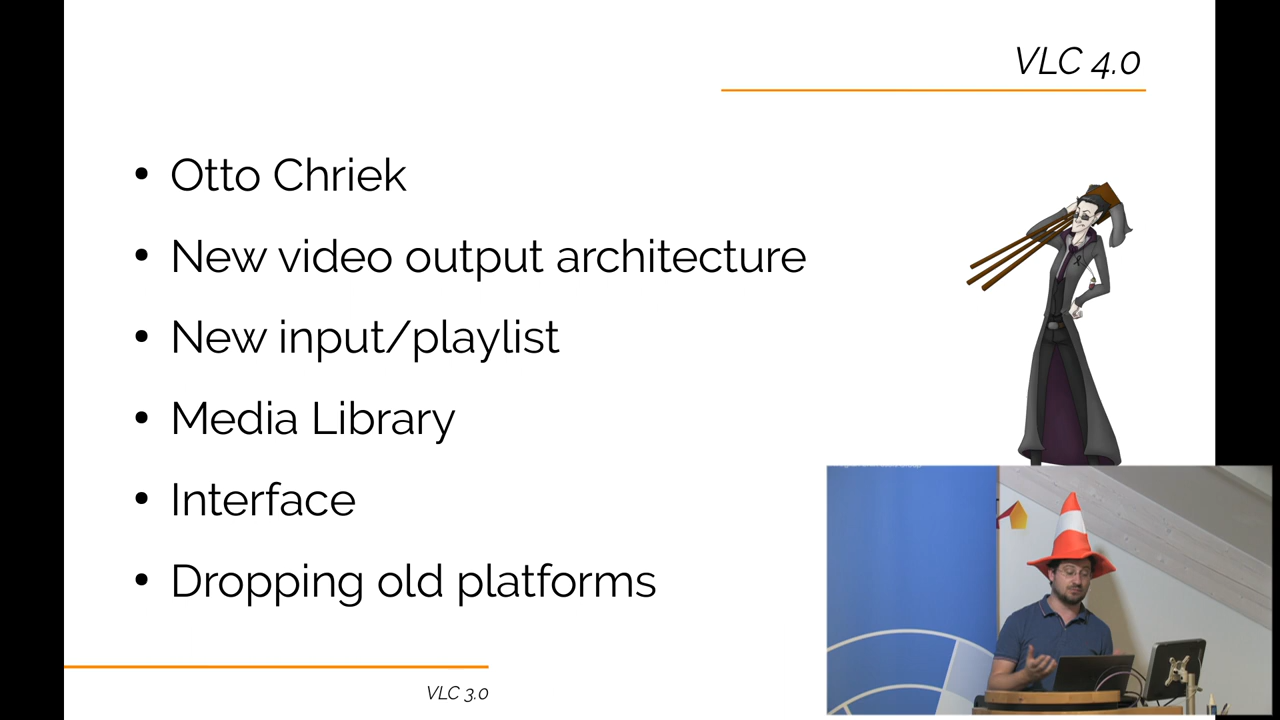 VLC 4.0
• Otto Chriek
• New video output architecture
• New input/playlist
• Media Library
• Interface
• Dropping old platforms
VLC 3.0